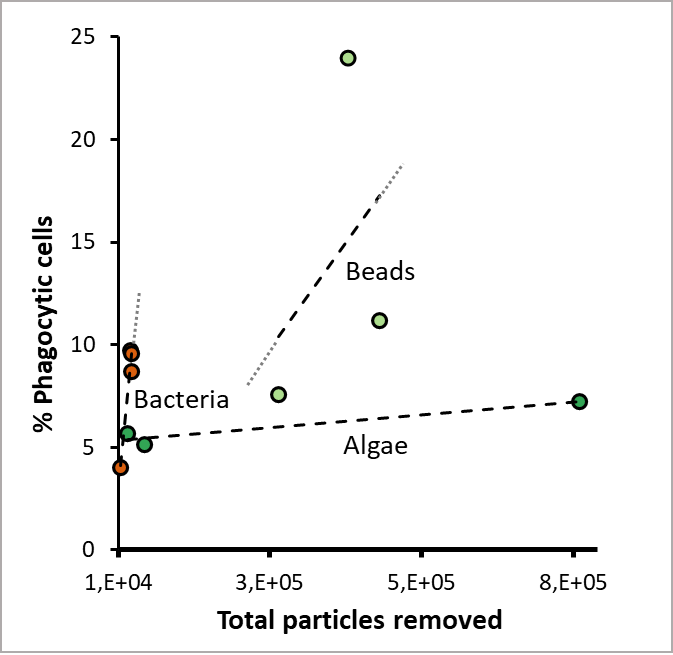 25
20
15
10
5
0
% Phagocytic cells
Beads
Bacteria
Algae
1,E+04 3,E+05 5,E+05 8,E+05
Total particles removed